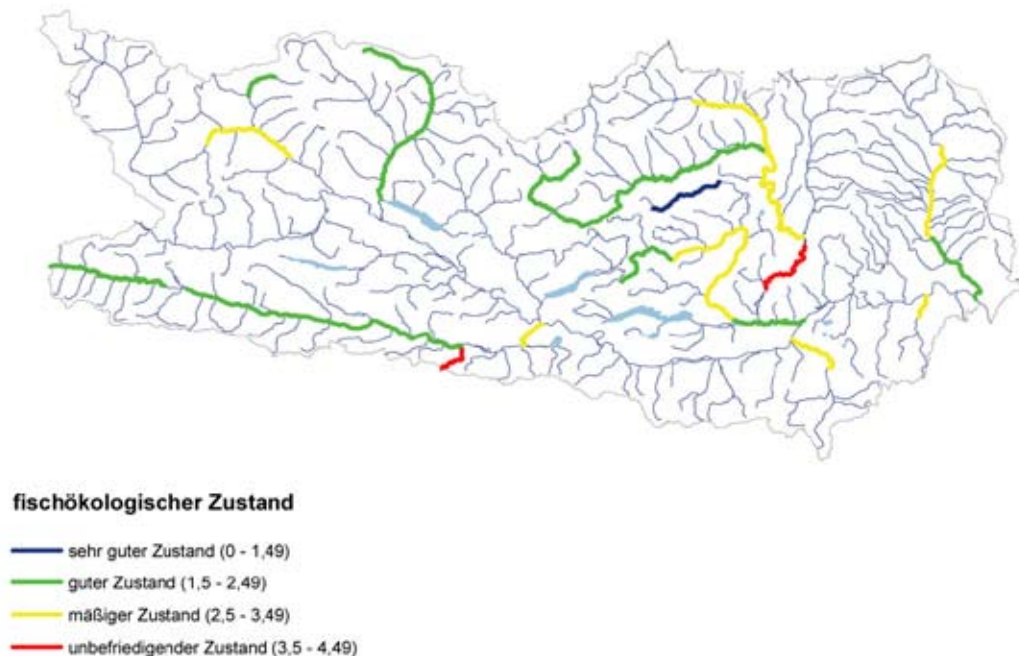 fischökologischer Zustand
sehr guter Zustand (0 - 1,49)
guter Zustand (1,5 - 2,49)
mäßiger Zustand (2,5 - 3,49)
unbefriedigender Zustand (3,5 - 4,49)